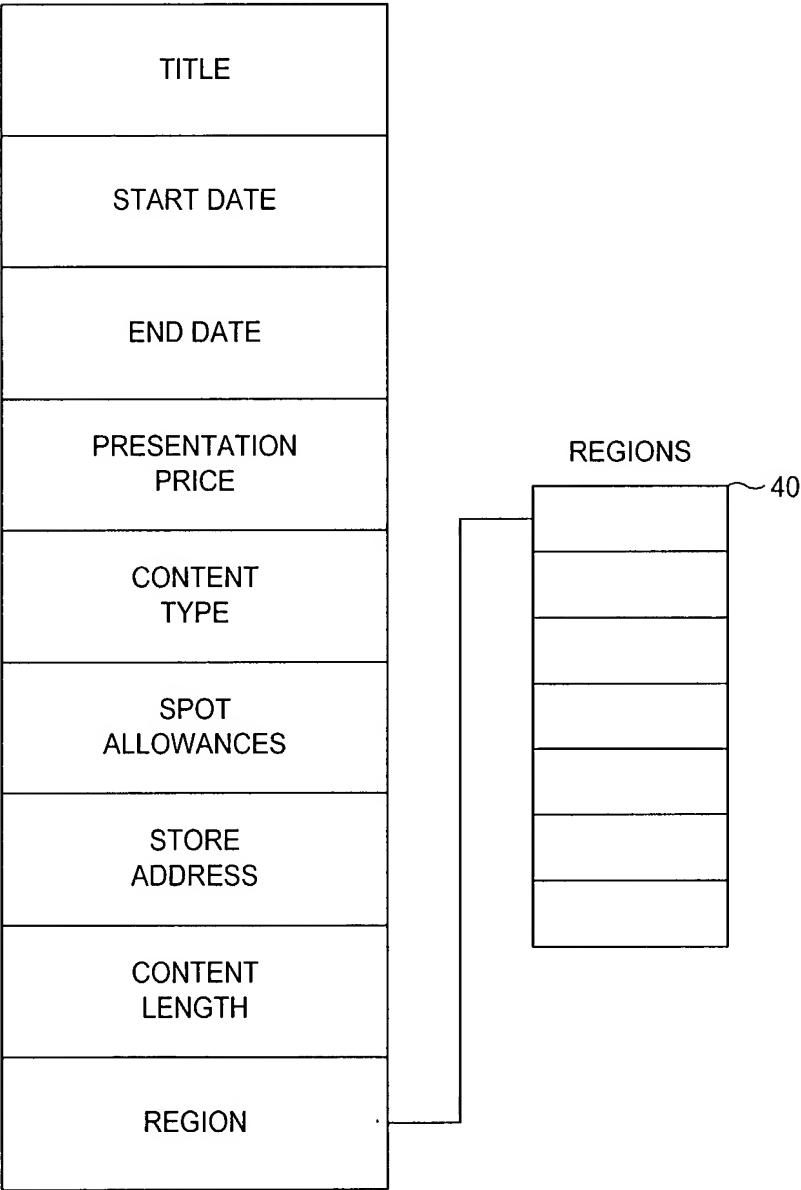 TITLE
START DATE
END DATE
PRESENTATION
PRICE
CONTENT
TYPE
SPOT
ALLOWANCES
STORE
ADDRESS
CONTENT
LENGTH
REGION
REGIONS
40